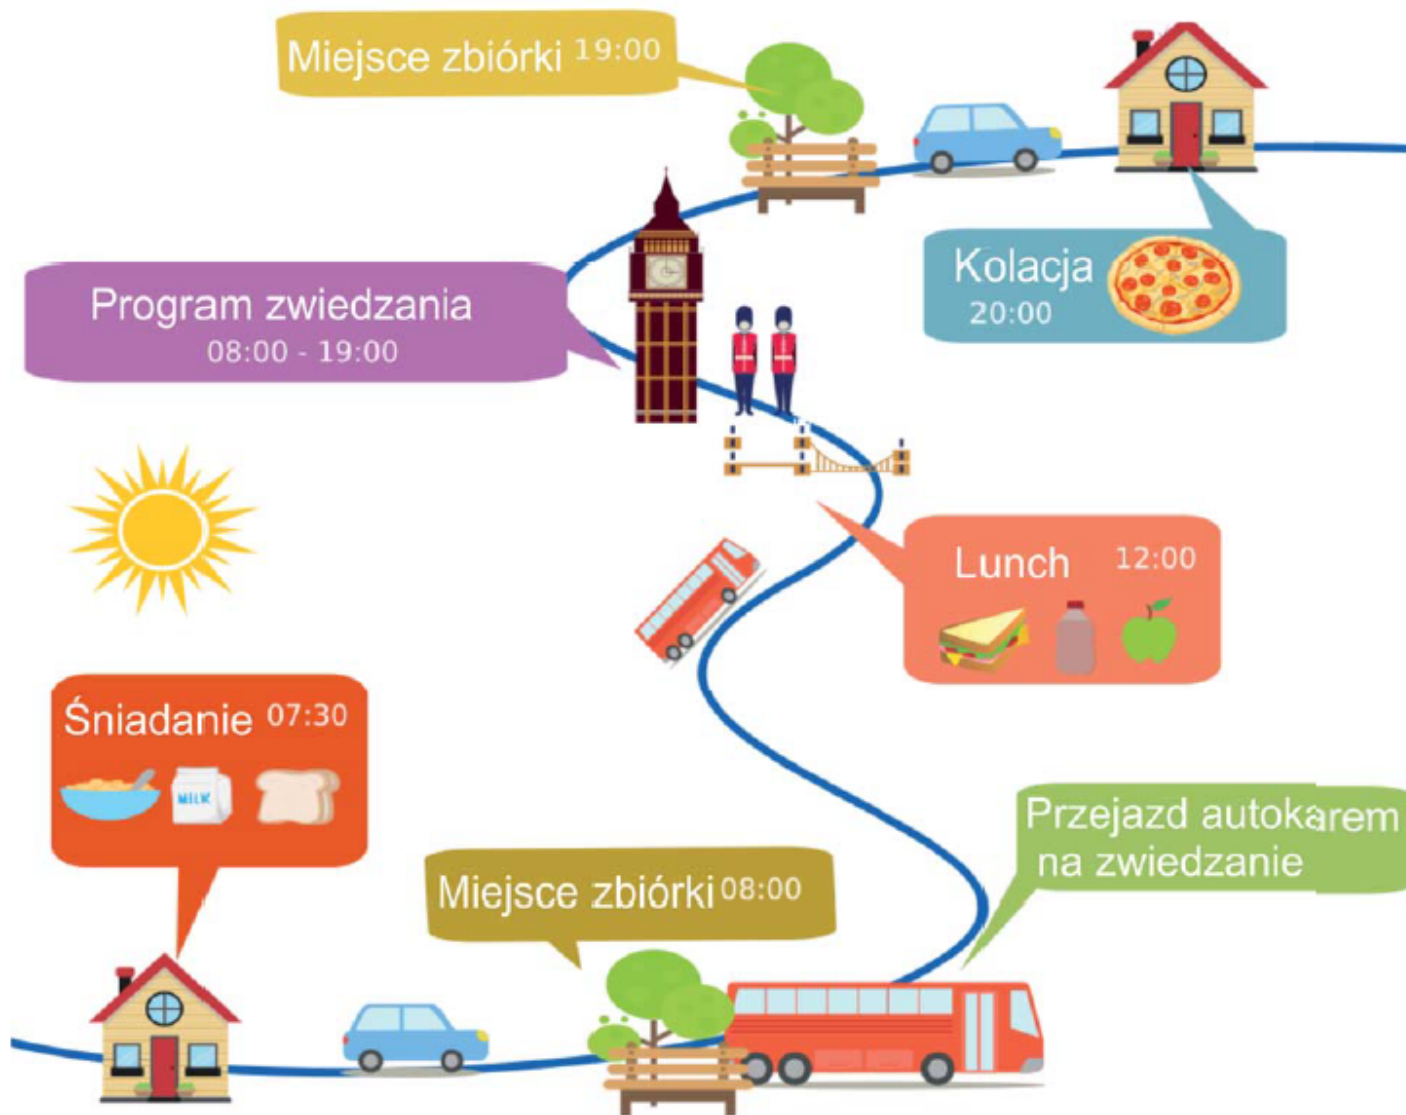 Miejsce zbiórki 19:00
Kolacja
20:00
Program zwiedzania
08:00 - 19:00
Lunch 12:00
Śniadanie 07:30
MILK
Przejazd autokarem
na zwiedzanie
Miejsce zbiórki 08:00